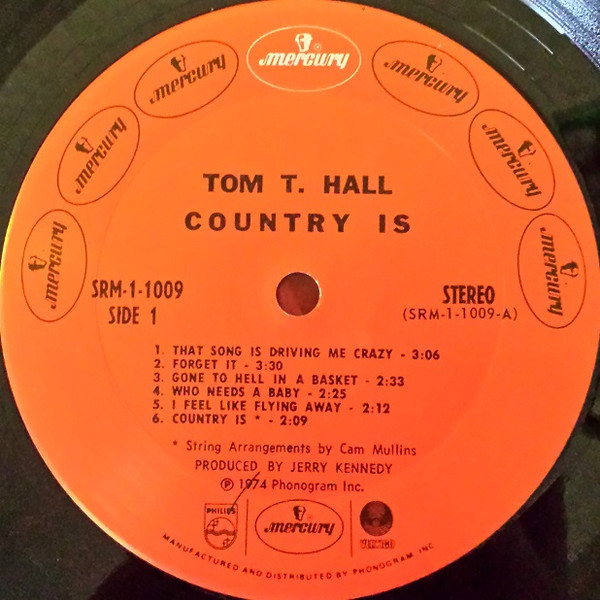 mercury
mercury
mercury
mercury
mercury
mercury
mercury
TOM T. HALL
COUNTRY IS
SRM-1-1009
SIDE 1
STEREO
(SRM-1-1009-A)
1. THAT SONG IS DRIVING ME CRAZY - 3:06
2. FORGET IT - 3:30
3. GONE TO HELL IN A BASKET - 2:33
4. WHO NEEDS A BABY - 2:25
5. I FEEL LIKE FLYING AWAY - 2:12
6. COUNTRY IS * - 2:09
* String Arrangements by Cam Mullins
PRODUCED BY JERRY KENNEDY
℗ 1974 Phonogram Inc.
PHILIPS
mercury
VERTIGO
MANUFACTURED AND DISTRIBUTED BY PHONOGRAM, INC.